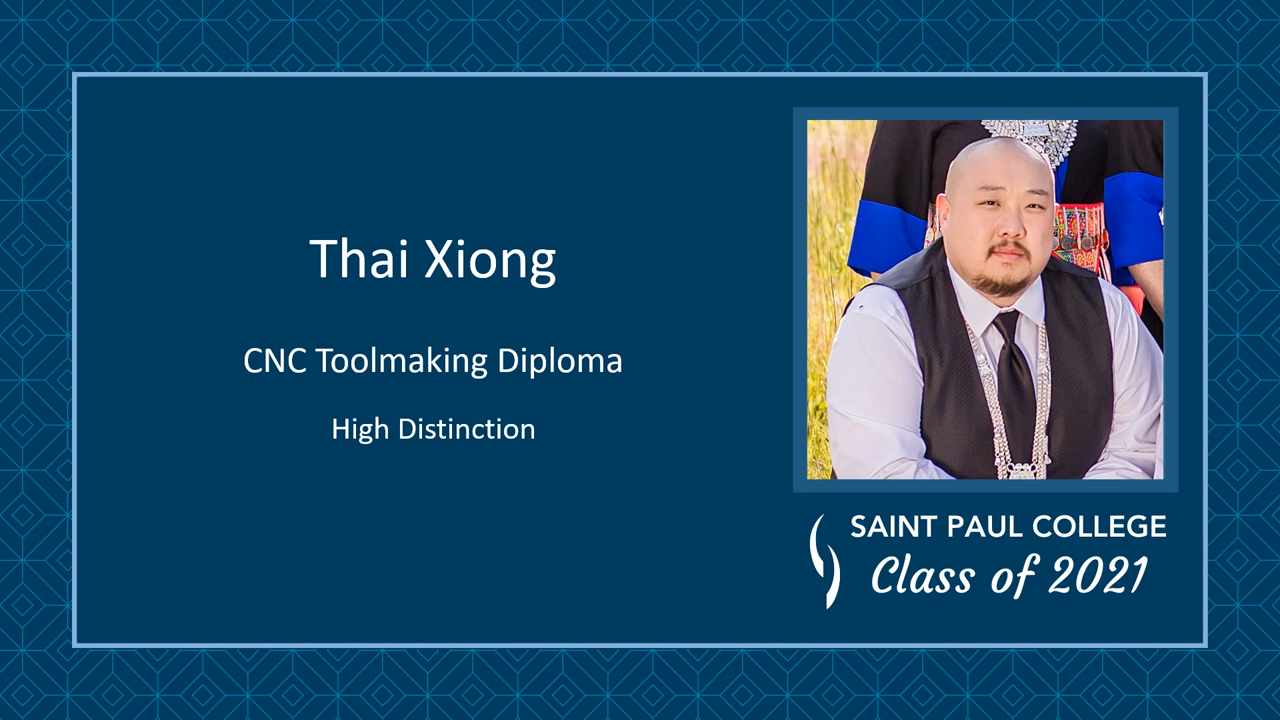 Thai Xiong
CNC Toolmaking Diploma
High Distinction
SAINT PAUL COLLEGE
Class of 2021